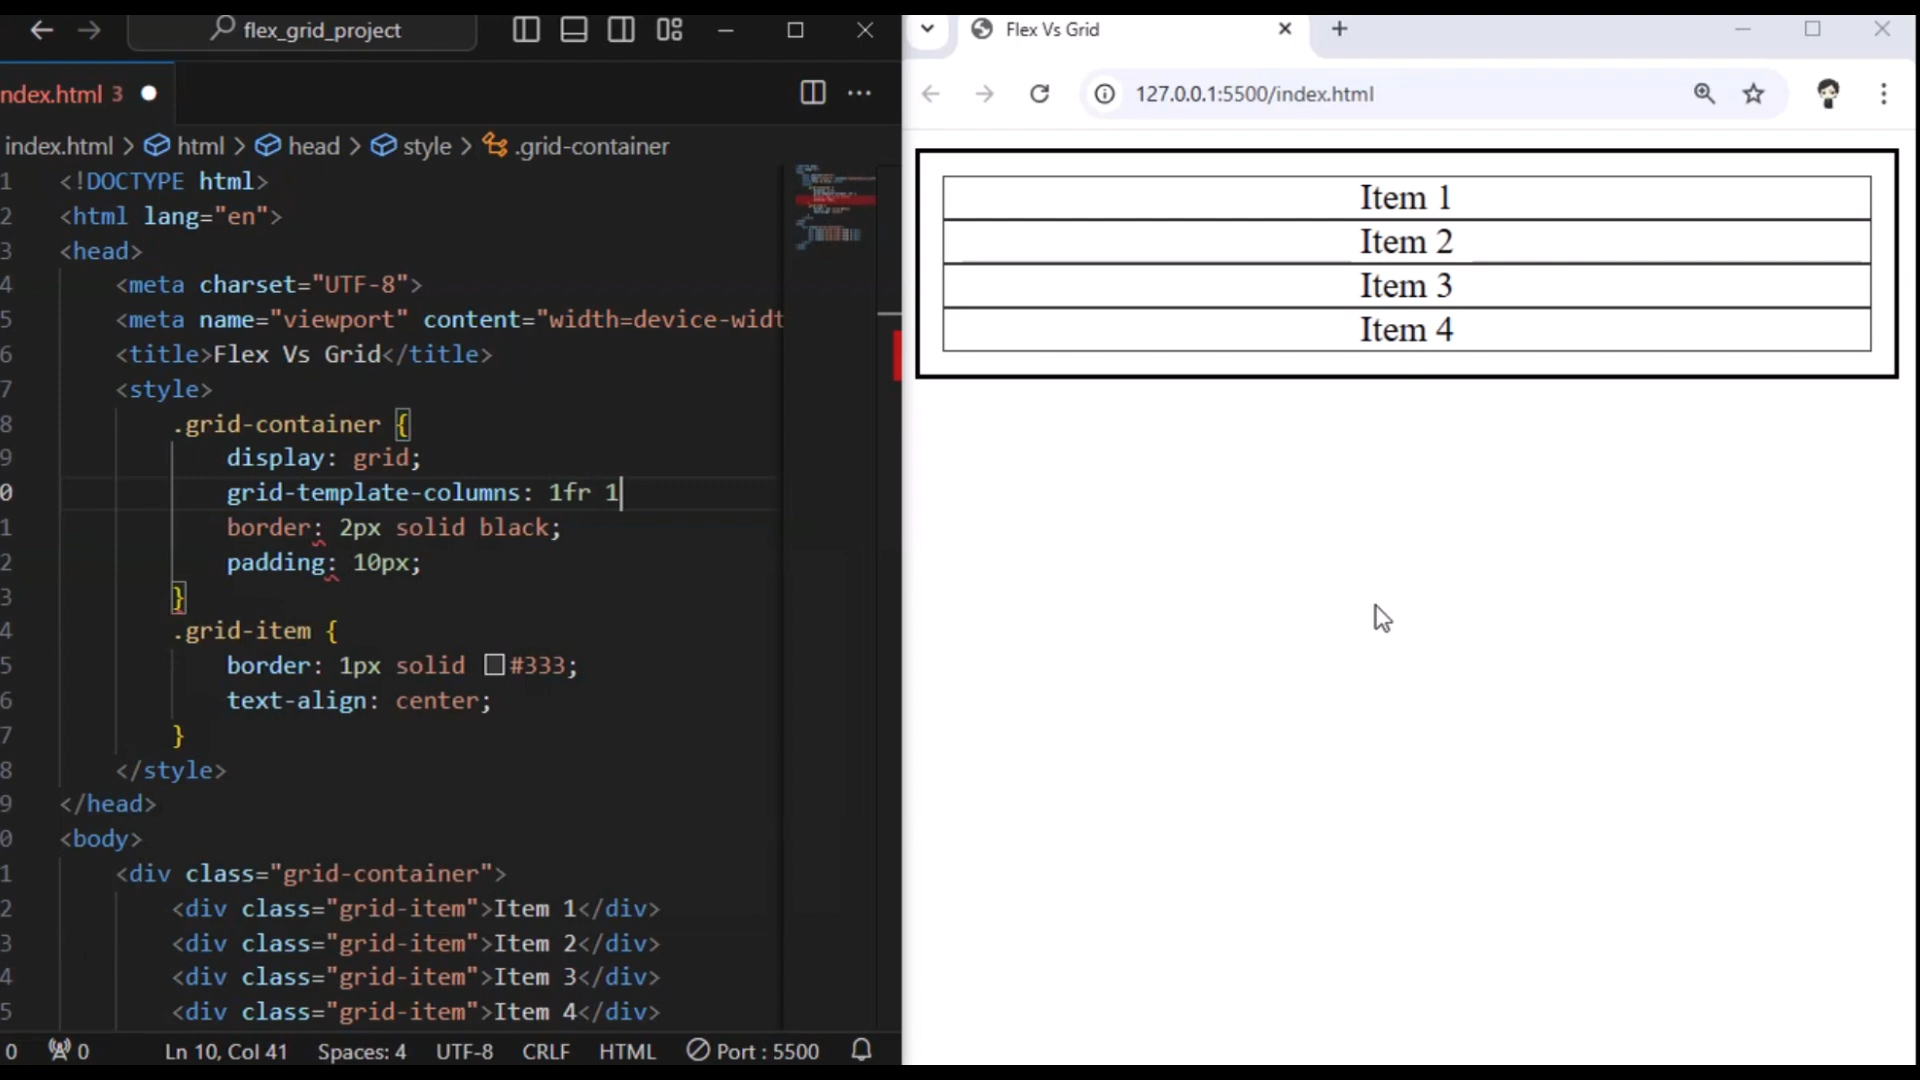 flex_grid_project
ndex.html 3
index.html > html > head > style > .grid-container
1 <!DOCTYPE html>
2 <html lang="en">
3 <head>
4 <meta charset="UTF-8">
5 <meta name="viewport" content="width=device-widt
6 <title>Flex Vs Grid</title>
7 <style>
8 .grid-container {
9 display: grid;
0 grid-template-columns: 1fr 1
1 border: 2px solid black;
2 padding: 10px;
3 }
4 .grid-item {
5 border: 1px solid #333;
6 text-align: center;
7 }
8 </style>
9 </head>
0 <body>
1 <div class="grid-container">
2 <div class="grid-item">Item 1</div>
3 <div class="grid-item">Item 2</div>
4 <div class="grid-item">Item 3</div>
5 <div class="grid-item">Item 4</div>
0 0 Ln 10, Col 41 Spaces: 4 UTF-8 CRLF HTML Port : 5500
Flex Vs Grid
127.0.0.1:5500/index.html
Item 1
Item 2
Item 3
Item 4